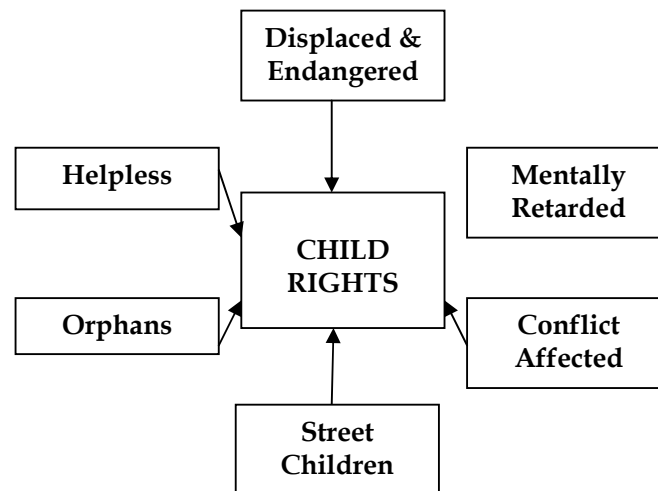 Displaced &
Endangered
Helpless
Mentally
Retarded
CHILD
RIGHTS
Orphans
Conflict
Affected
Street
Children